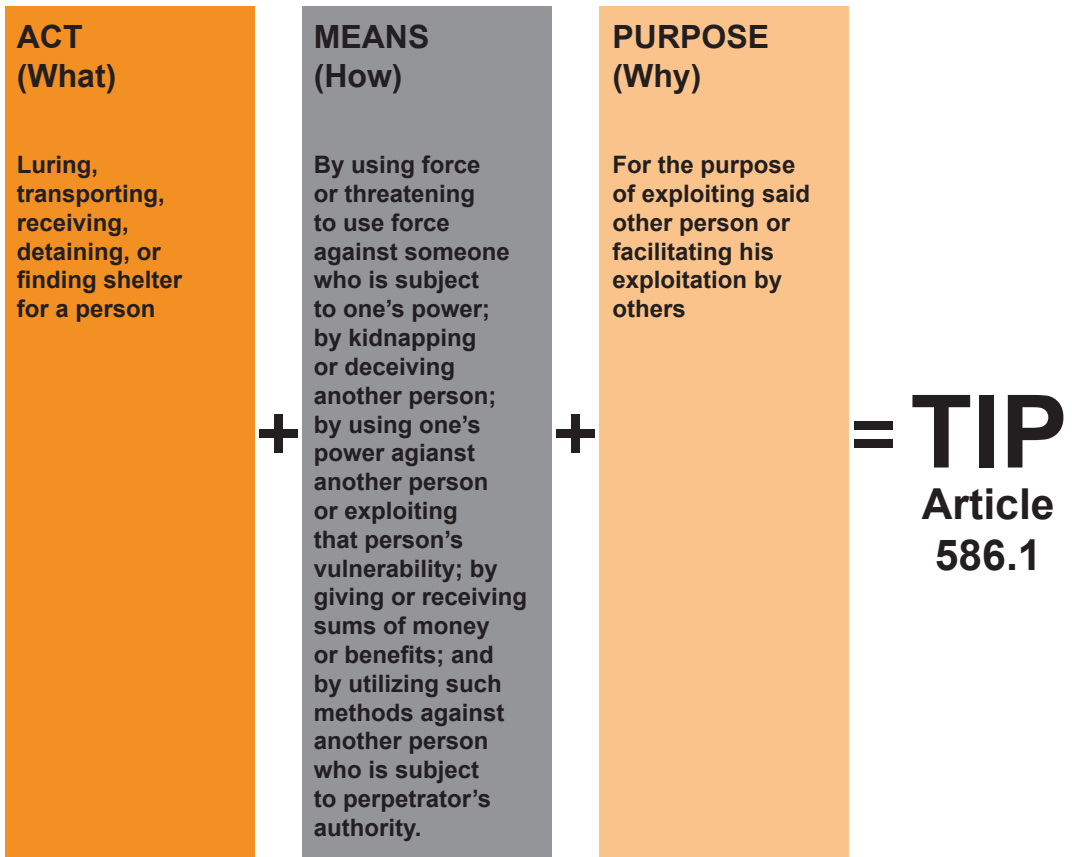 ACT
(What)
Luring,
transporting,
receiving,
detaining, or
finding shelter
for a person
+
MEANS
(How)
By using force
or threatening
to use force
against someone
who is subject
to one's power;
by kidnapping
or deceiving
another person;
by using one's
power agianst
another person
or exploiting
that person's
vulnerability; by
giving or receiving
sums of money
or benefits; and
by utilizing such
methods against
another person
who is subject
to perpetrator's
authority.
+
PURPOSE
(Why)
For the purpose
of exploiting said
other person or
facilitating his
exploitation by
others
= TIP
Article
586.1